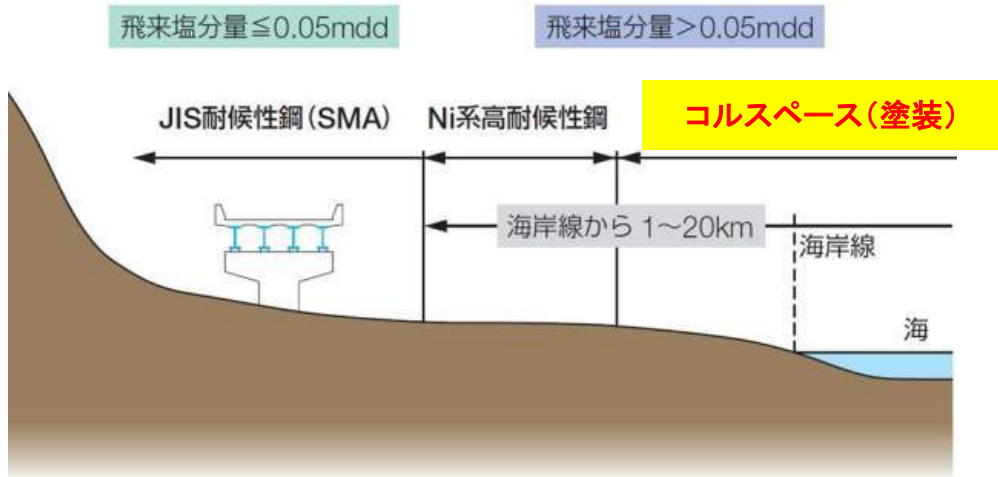 飛来塩分量≦0.05mdd
飛来塩分量＞0.05mdd
JIS耐候性鋼（SMA）
Ni系高耐候性鋼
コルスペース（塗装）
海岸線から 1～20km
海岸線
海